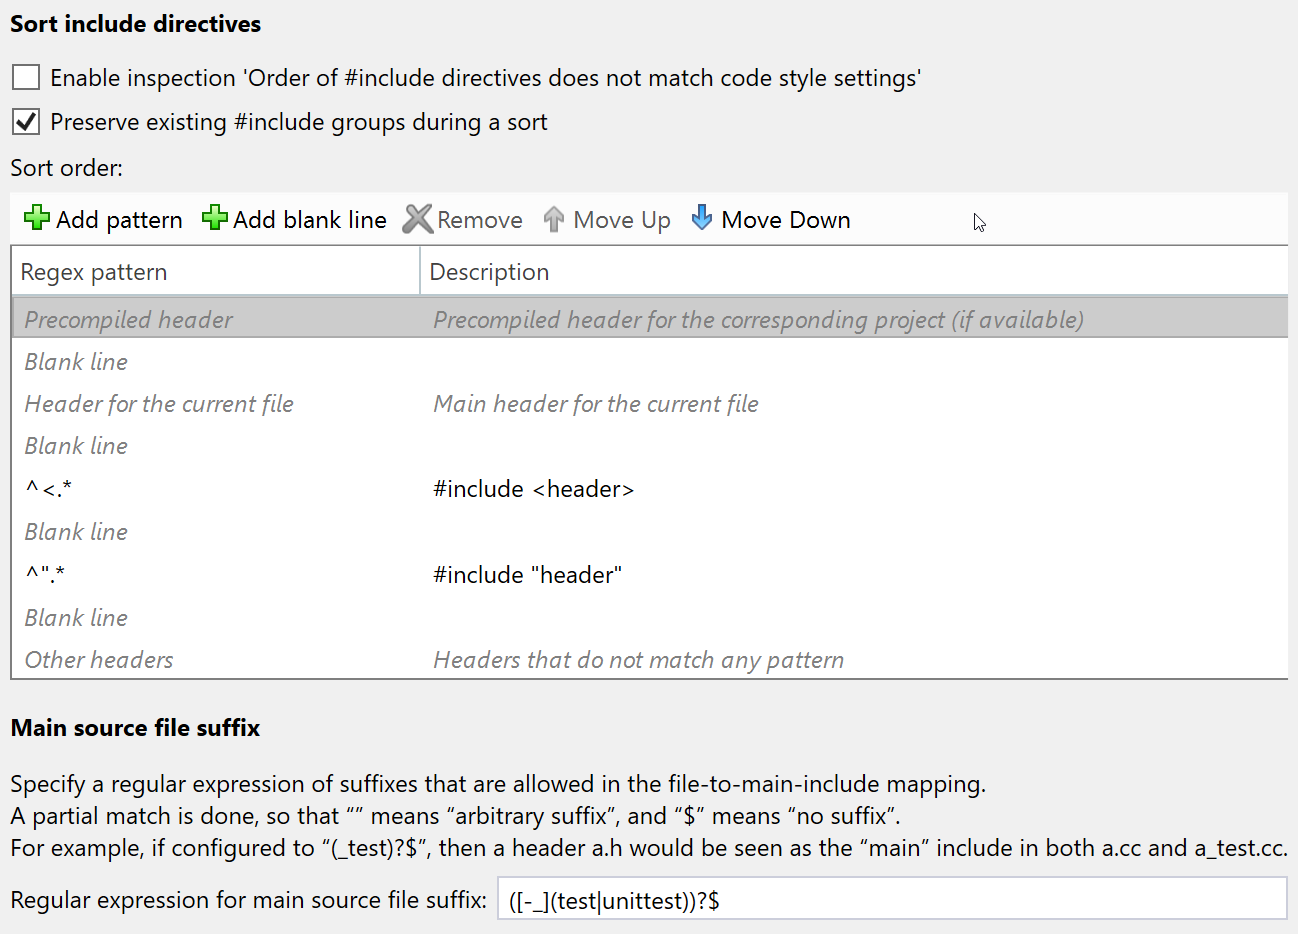 Sort include directives
Enable inspection 'Order of #include directives does not match code style settings'
Preserve existing #include groups during a sort
Sort order:
Add pattern Add blank line Remove Move Up Move Down
Regex pattern Description
Precompiled header Precompiled header for the corresponding project (if available)
Blank line
Header for the current file Main header for the current file
Blank line
^<.* #include <header>
Blank line
^".* #include "header"
Blank line
Other headers Headers that do not match any pattern
Main source file suffix
Specify a regular expression of suffixes that are allowed in the file-to-main-include mapping.
A partial match is done, so that “” means “arbitrary suffix”, and “$” means “no suffix”.
For example, if configured to “(_test)?$”, then a header a.h would be seen as the “main” include in both a.cc and a_test.cc.
Regular expression for main source file suffix: ([-_](test|unittest))?$